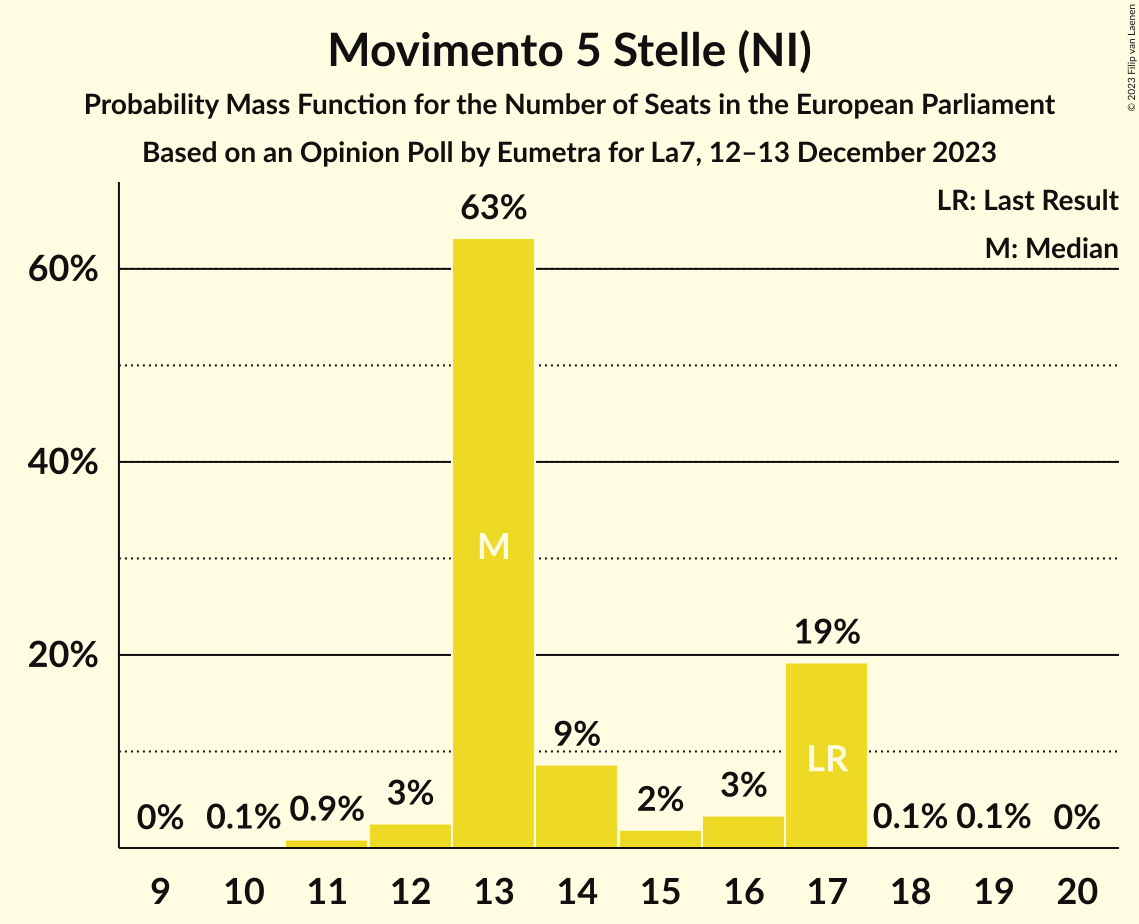 Movimento 5 Stelle (NI)
Probability Mass Function for the Number of Seats in the European Parliament
Based on an Opinion Poll by Eumetra for La7, 12–13 December 2023
© 2023 Filip van Laenen
LR: Last Result
M: Median
60%
40%
20%
0%
0.1%
0.9%
3%
63%
M
9%
2%
3%
19%
LR
0.1%
0.1%
0%
9 10 11 12 13 14 15 16 17 18 19 20